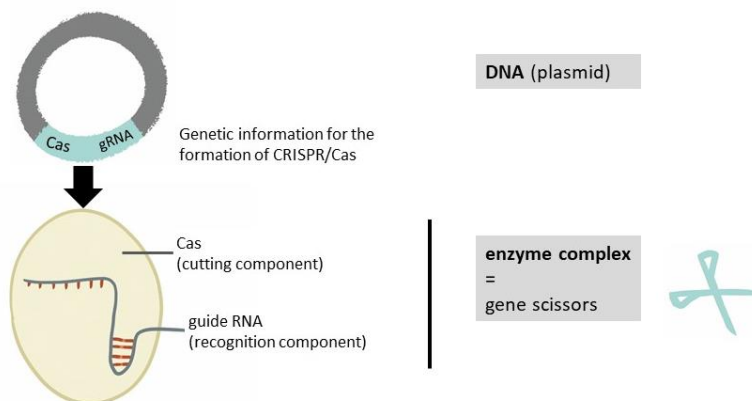 DNA (plasmid)
Cas gRNA
Genetic information for the
formation of CRISPR/Cas
Cas
(cutting component)
guide RNA
(recognition component)
enzyme complex
=
gene scissors